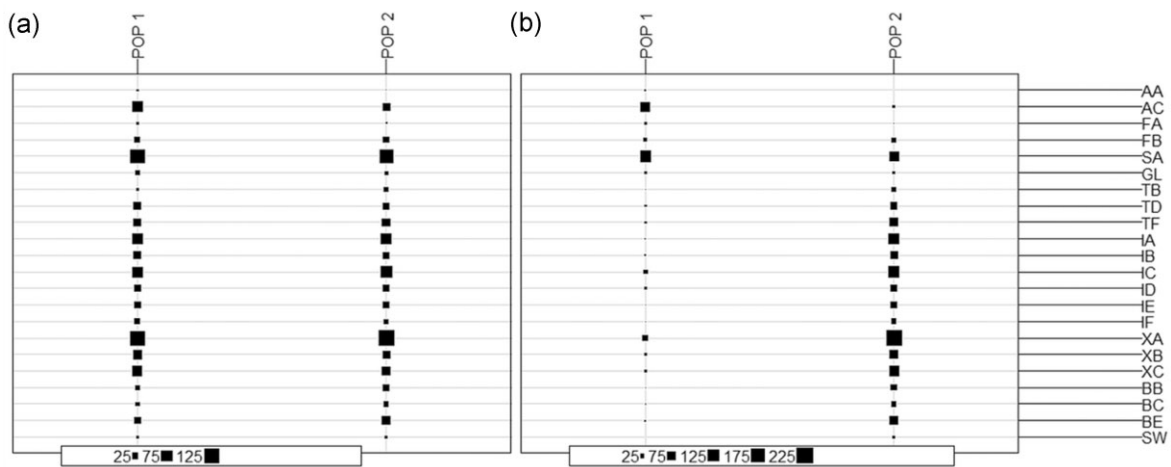 (a)
POP 1
POP 2
(b)
POP 1
POP 2
AA
AC
FA
FB
SA
GL
TB
TD
TF
IA
IB
IC
ID
IE
IF
XA
XB
XC
BB
BC
BE
SW
25 75 125
25 75 125 175 225